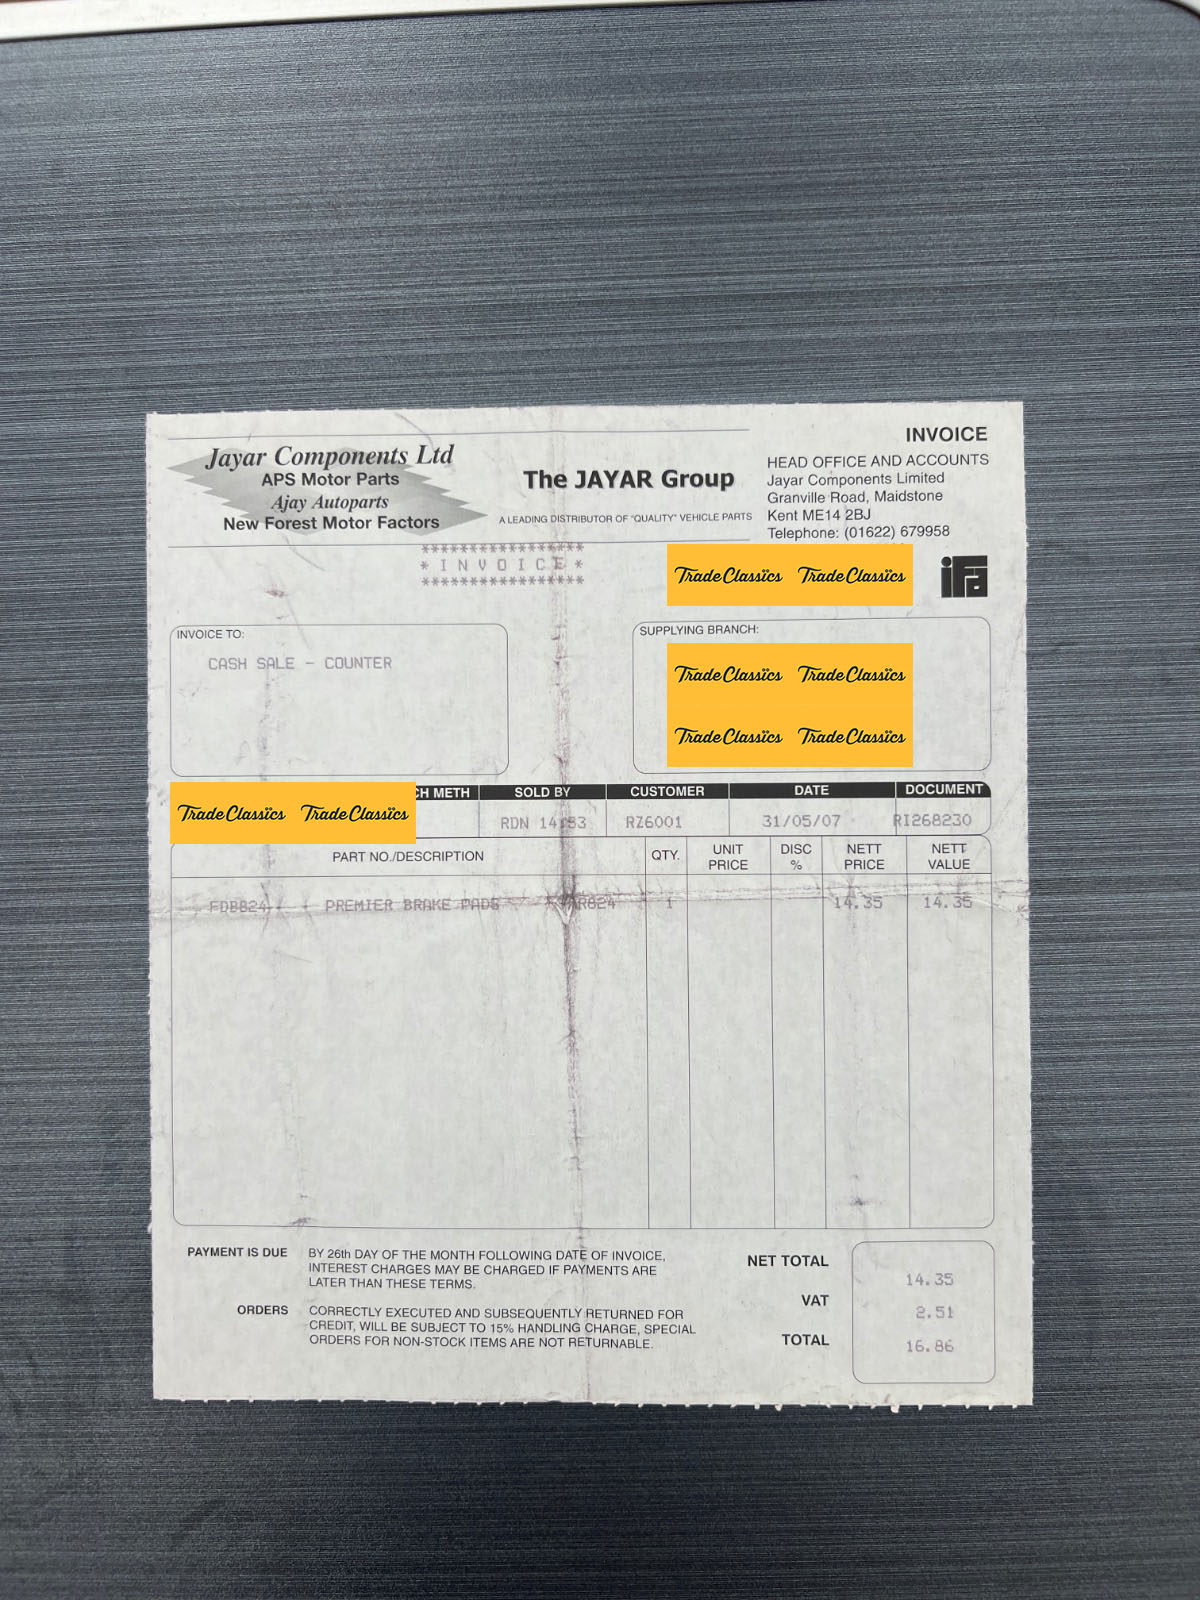 INVOICE
Jayar Components Ltd
APS Motor Parts
Ajay Autoparts
New Forest Motor Factors
The JAYAR Group
A LEADING DISTRIBUTOR OF "QUALITY" VEHICLE PARTS
HEAD OFFICE AND ACCOUNTS
Jayar Components Limited
Granville Road, Maidstone
Kent ME14 2BJ
Telephone: (01622) 679958
*****************
* I N V O I C E *
*****************
TradeClassics TradeClassics
ifa
INVOICE TO:
CASH SALE - COUNTER
SUPPLYING BRANCH:
TradeClassics TradeClassics
TradeClassics TradeClassics
TradeClassics TradeClassics
CH METH SOLD BY CUSTOMER DATE DOCUMENT
RDN RZ6001 31/05/07 RI268230
PART NO./DESCRIPTION QTY. UNIT PRICE DISC % NETT PRICE NETT VALUE
FDB824 PREMIER BRAKE PADS 1 14.35 14.35
PAYMENT IS DUE BY 26th DAY OF THE MONTH FOLLOWING DATE OF INVOICE,
INTEREST CHARGES MAY BE CHARGED IF PAYMENTS ARE
LATER THAN THESE TERMS.
ORDERS CORRECTLY EXECUTED AND SUBSEQUENTLY RETURNED FOR
CREDIT, WILL BE SUBJECT TO 15% HANDLING CHARGE, SPECIAL
ORDERS FOR NON-STOCK ITEMS ARE NOT RETURNABLE.
NET TOTAL 14.35
VAT 2.51
TOTAL 16.86